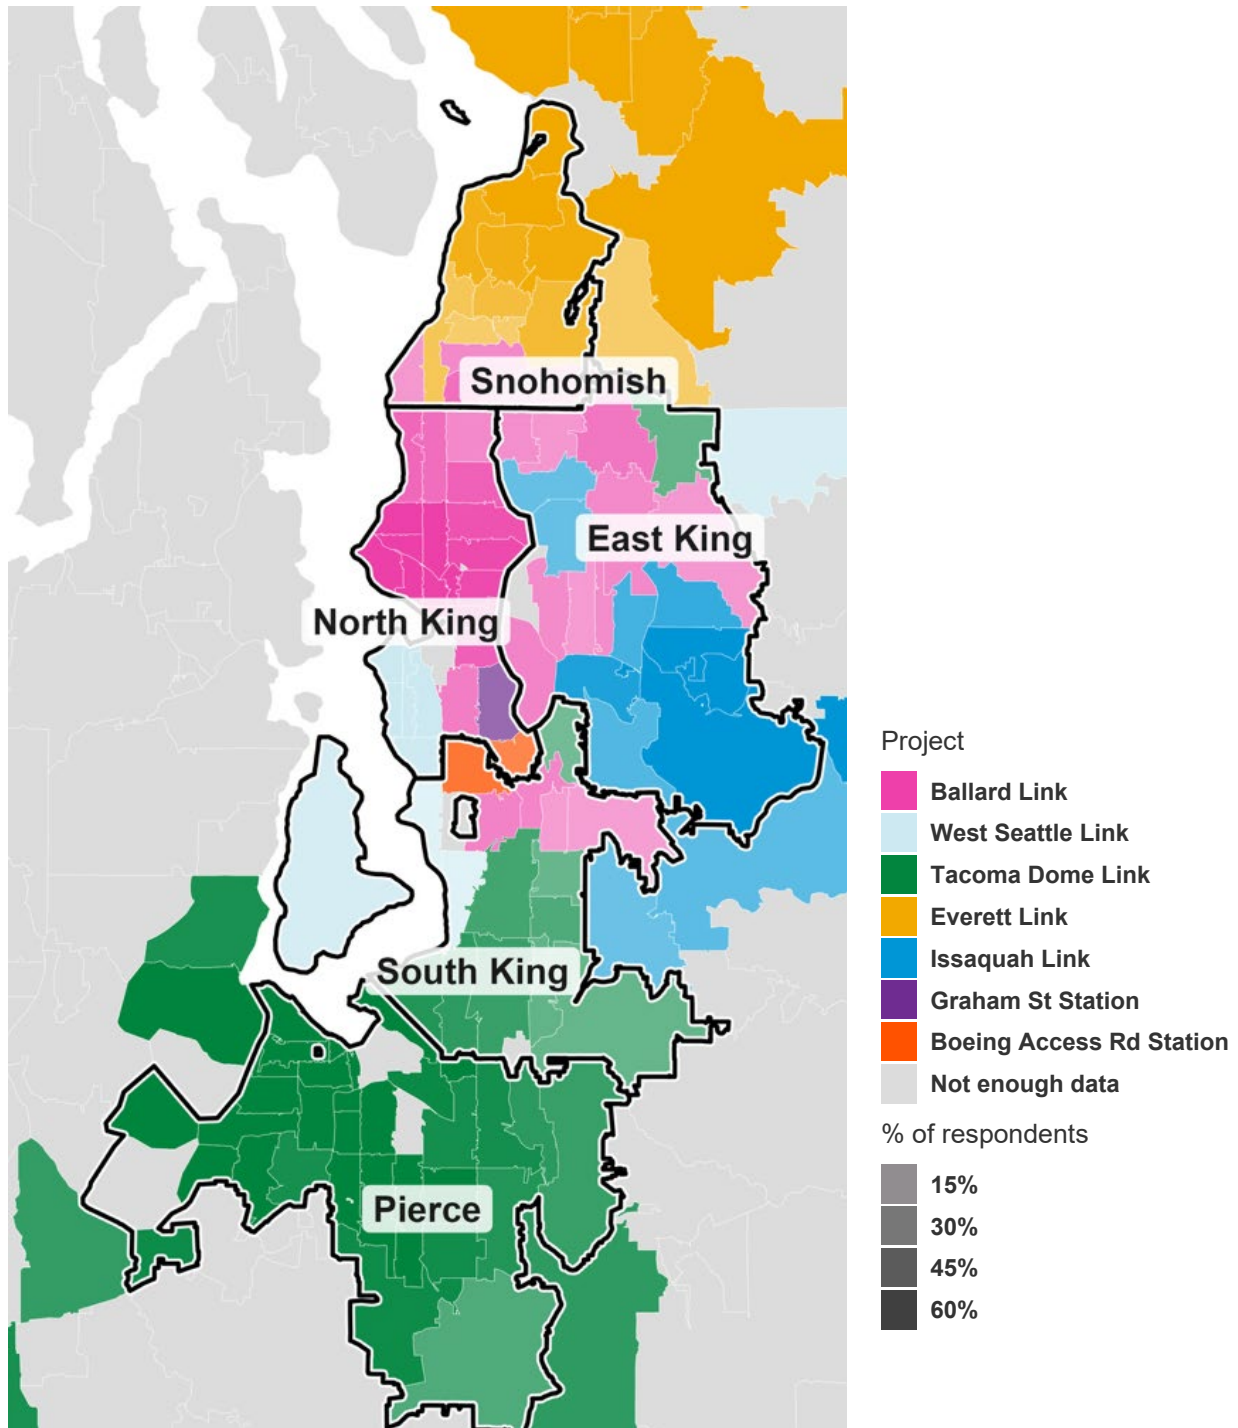 Snohomish
East King
North King
South King
Pierce
Project
Ballard Link
West Seattle Link
Tacoma Dome Link
Everett Link
Issaquah Link
Graham St Station
Boeing Access Rd Station
Not enough data
% of respondents
15%
30%
45%
60%